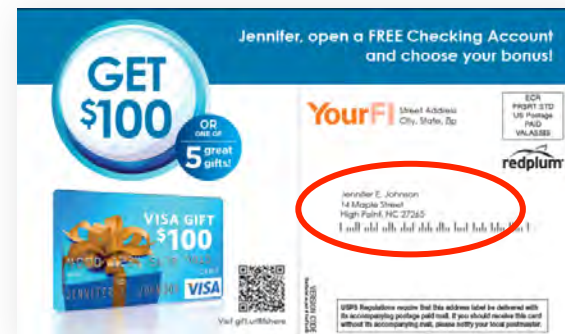 Jennifer, open a FREE Checking Account
and choose your bonus!
GET
$100
OR
ONE OF
5 great
gifts!
YourFI
Street Address
City, State, Zip
ECR
PRSRT STD
US Postage
PAID
VALASSIS
redplum
Jennifer E. Johnson
14 Maple Street
High Point, NC 27265
VISA GIFT
$100
DEBIT
VISA
VERSION CODE
USPS Regulations require that this address label be delivered with
its accompanying postage paid mail. If you should receive this card
without its accompanying mail, please notify your local postmaster.